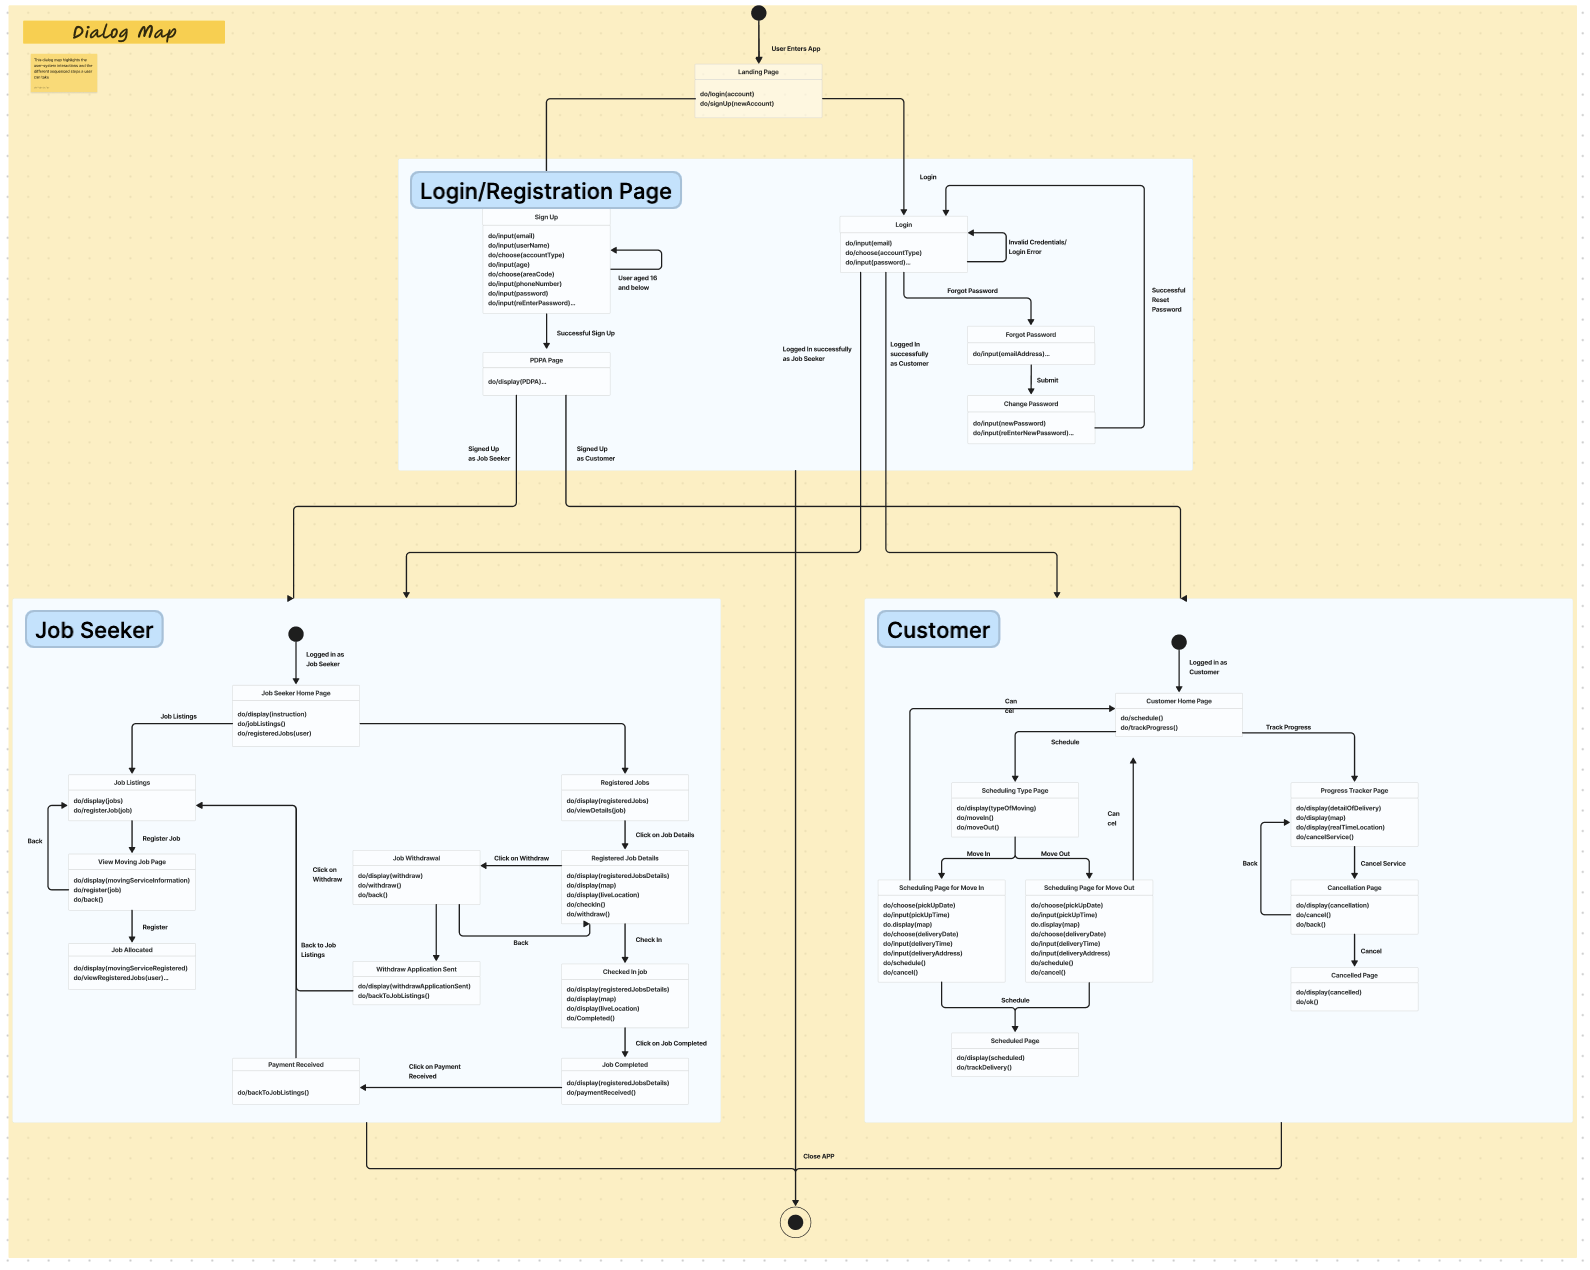 Dialog Map
This dialog map highlights the
user-system interactions and the
different sequenced steps a user
can take.
User Enters App
Landing Page
do/login(account)
do/signUp(newAccount)
Login/Registration Page
Sign Up
do/input(email)
do/input(userName)
do/choose(accountType)
do/input(age)
do/choose(areaCode)
do/input(phoneNumber)
do/input(password)
do/input(reEnterPassword)...
User aged 16
and below
Successful Sign Up
PDPA Page
do/display(PDPA)...
Signed Up
as Job Seeker
Signed Up
as Customer
Login
Login
do/input(email)
do/choose(accountType)
do/input(password)...
Invalid Credentials/
Login Error
Forgot Password
Successful
Reset
Password
Forgot Password
do/input(emailAddress)...
Submit
Change Password
do/input(newPassword)
do/input(reEnterNewPassword)...
Logged In successfully
as Job Seeker
Logged In
successfully
as Customer
Job Seeker
Logged in as
Job Seeker
Job Seeker Home Page
do/display(instruction)
do/jobListings()
do/registeredJobs(user)
Job Listings
Job Listings
do/display(jobs)
do/registerJob(job)
Back
Register Job
View Moving Job Page
do/display(movingServiceInformation)
do/register(job)
do/back()
Register
Job Allocated
do/display(movingServiceRegistered)
do/viewRegisteredJobs(user)...
Registered Jobs
do/display(registeredJobs)
do/viewDetails(job)
Click on Job Details
Registered Job Details
do/display(registeredJobsDetails)
do/display(map)
do/display(liveLocation)
do/checkIn()
do/withdraw()
Click on Withdraw
Job Withdrawal
do/display(withdraw)
do/withdraw()
do/back()
Click on
Withdraw
Back
Back to Job
Listings
Withdraw Application Sent
do/display(withdrawApplicationSent)
do/backToJobListings()
Check In
Checked In job
do/display(registeredJobsDetails)
do/display(map)
do/display(liveLocation)
do/Completed()
Click on Job Completed
Job Completed
do/display(registeredJobsDetails)
do/paymentReceived()
Click on Payment
Received
Payment Received
do/backToJobListings()
Customer
Logged in as
Customer
Customer Home Page
do/schedule()
do/trackProgress()
Can
cel
Schedule
Track Progress
Scheduling Type Page
do/display(typeOfMoving)
do/moveIn()
do/moveOut()
Can
cel
Move In
Move Out
Scheduling Page for Move In
do/choose(pickUpDate)
do/input(pickUpTime)
do.display(map)
do/choose(deliveryDate)
do/input(deliveryTime)
do/input(deliveryAddress)
do/schedule()
do/cancel()
Scheduling Page for Move Out
do/choose(pickUpDate)
do/input(pickUpTime)
do.display(map)
do/choose(deliveryDate)
do/input(deliveryTime)
do/input(deliveryAddress)
do/schedule()
do/cancel()
Schedule
Scheduled Page
do/display(scheduled)
do/trackDelivery()
Progress Tracker Page
do/display(detailOfDelivery)
do/display(map)
do/display(realTimeLocation)
do/cancelService()
Back
Cancel Service
Cancellation Page
do/display(cancellation)
do/cancel()
do/back()
Cancel
Cancelled Page
do/display(cancelled)
do/ok()
Close APP